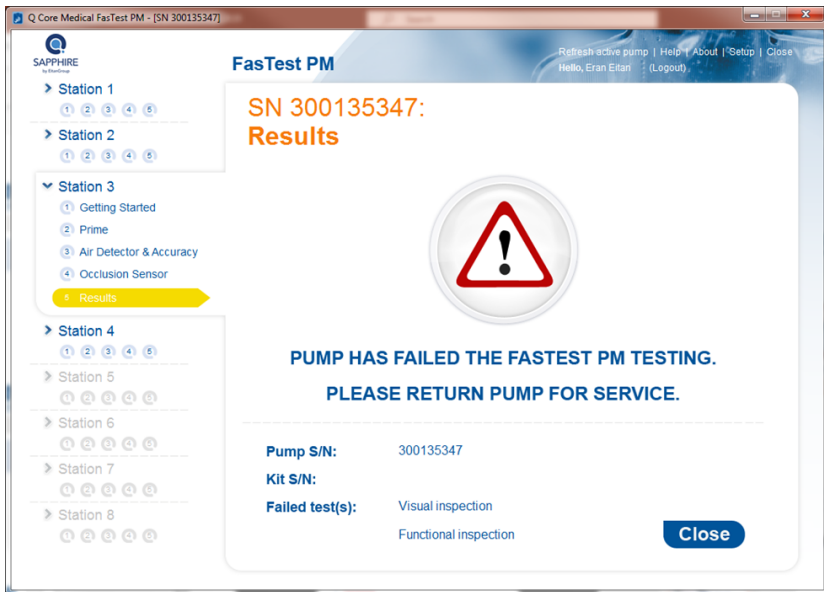 Q Core Medical FasTest PM - [SN 300135347]
SAPPHIRE
by EitanGroup
FasTest PM
Refresh active pump | Help | About | Setup | Close
Hello, Eran Eitan (Logout)
Station 1
1 2 3 4 5
Station 2
1 2 3 4 5
Station 3
1 Getting Started
2 Prime
3 Air Detector & Accuracy
4 Occlusion Sensor
5 Results
Station 4
1 2 3 4 5
Station 5
1 2 3 4 5
Station 6
1 2 3 4 5
Station 7
1 2 3 4 5
Station 8
1 2 3 4 5
SN 300135347:
Results
PUMP HAS FAILED THE FASTEST PM TESTING.
PLEASE RETURN PUMP FOR SERVICE.
Pump S/N: 300135347
Kit S/N:
Failed test(s): Visual inspection
Functional inspection
Close